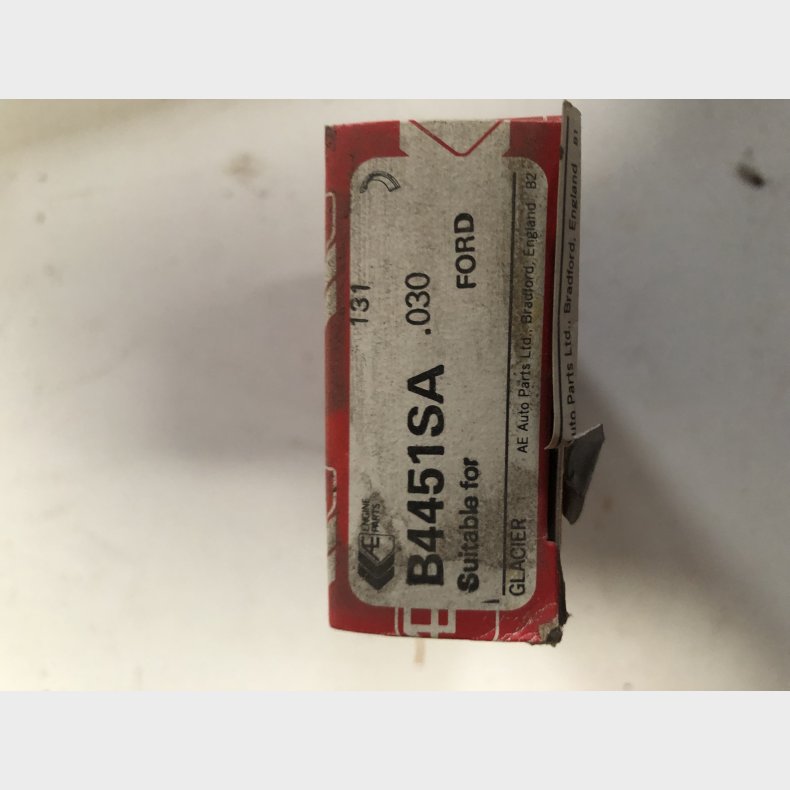 131
AE ENGINE
PARTS
B4451SA .030
Suitable for FORD
GLACIER AE Auto Parts Ltd., Bradford, England B2
uto Parts Ltd., Bradford, England